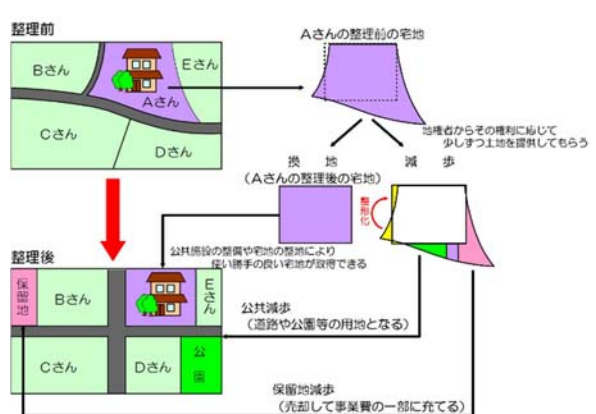 整理前
Bさん
Aさん
Eさん
Cさん
Dさん
Aさんの整理前の宅地
地権者からその権利に応じて
少しずつ土地を提供してもらう
換 地
(Aさんの整理後の宅地)
減 歩
整形化
公共施設の整備や宅地の整地により
使い勝手の良い宅地が取得できる
整理後
保留地
Bさん
Eさん
Cさん
Dさん
公園
公共減歩
(道路や公園等の用地となる)
保留地減歩
(売却して事業費の一部に充てる)